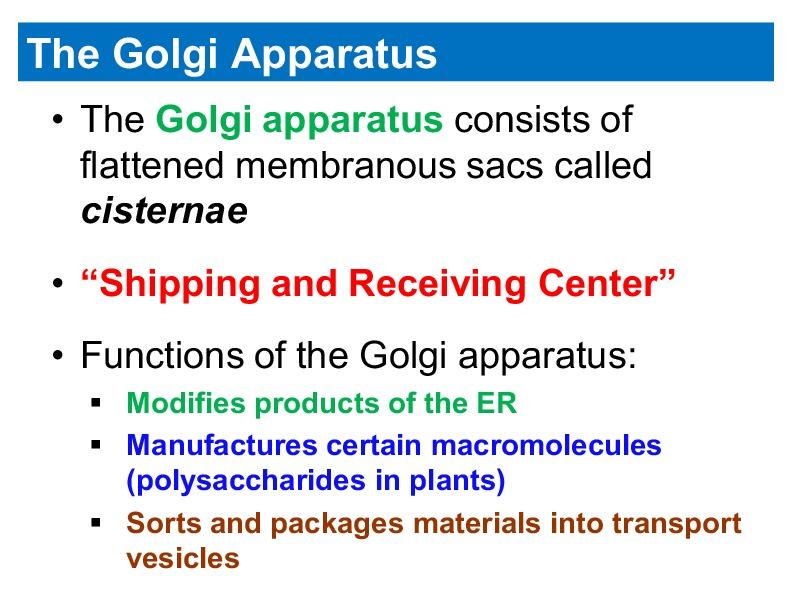 The Golgi Apparatus
• The Golgi apparatus consists of
flattened membranous sacs called
cisternae
• “Shipping and Receiving Center”
• Functions of the Golgi apparatus:
▪ Modifies products of the ER
▪ Manufactures certain macromolecules
(polysaccharides in plants)
▪ Sorts and packages materials into transport
vesicles